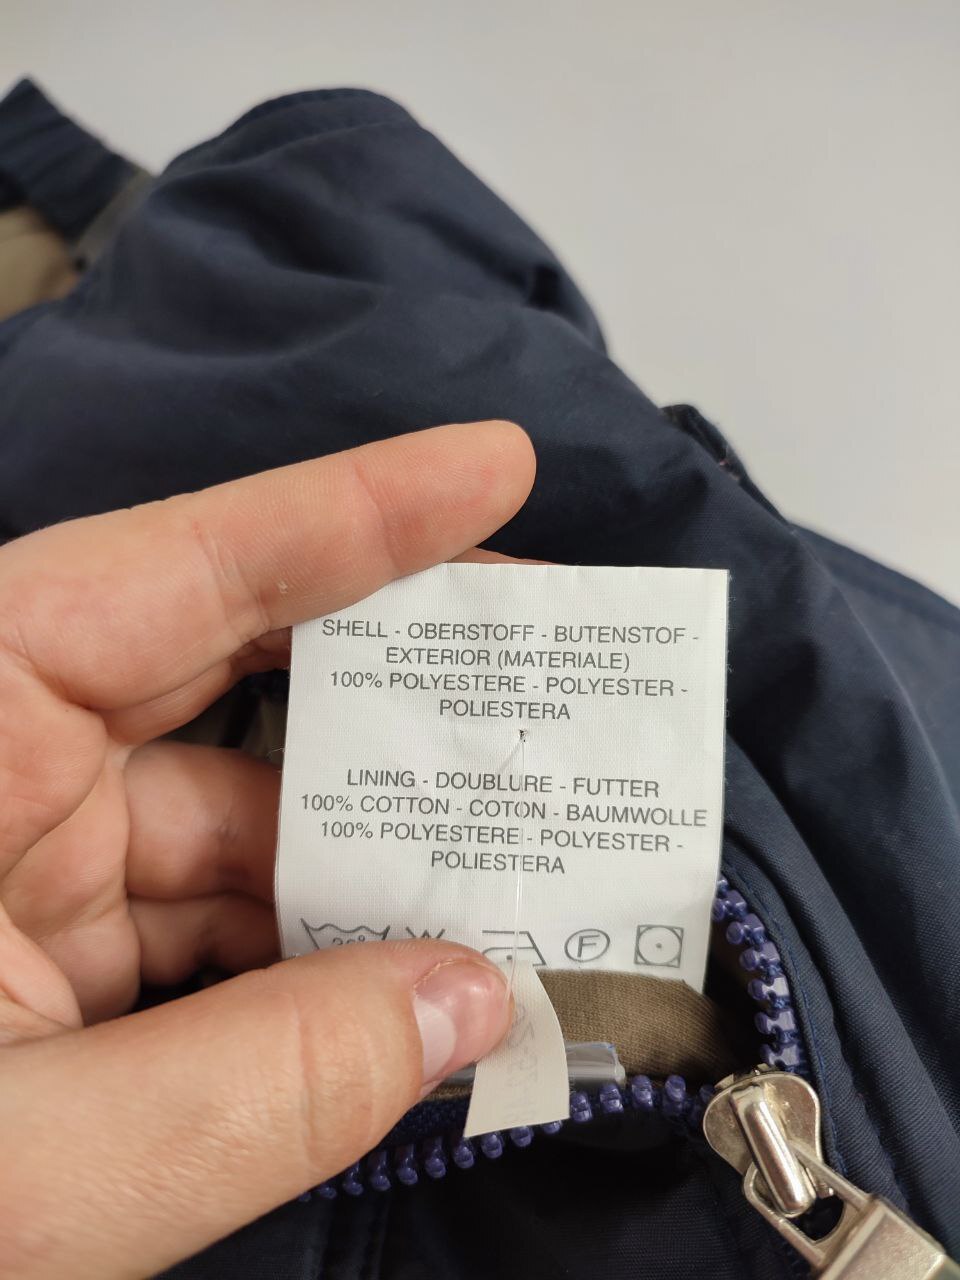 SHELL - OBERSTOFF - BUTENSTOF -
EXTERIOR (MATERIALE)
100% POLYESTERE - POLYESTER -
POLIESTERA
LINING - DOUBLURE - FUTTER
100% COTTON - COTON - BAUMWOLLE
100% POLYESTERE - POLYESTER -
POLIESTERA
30°
F